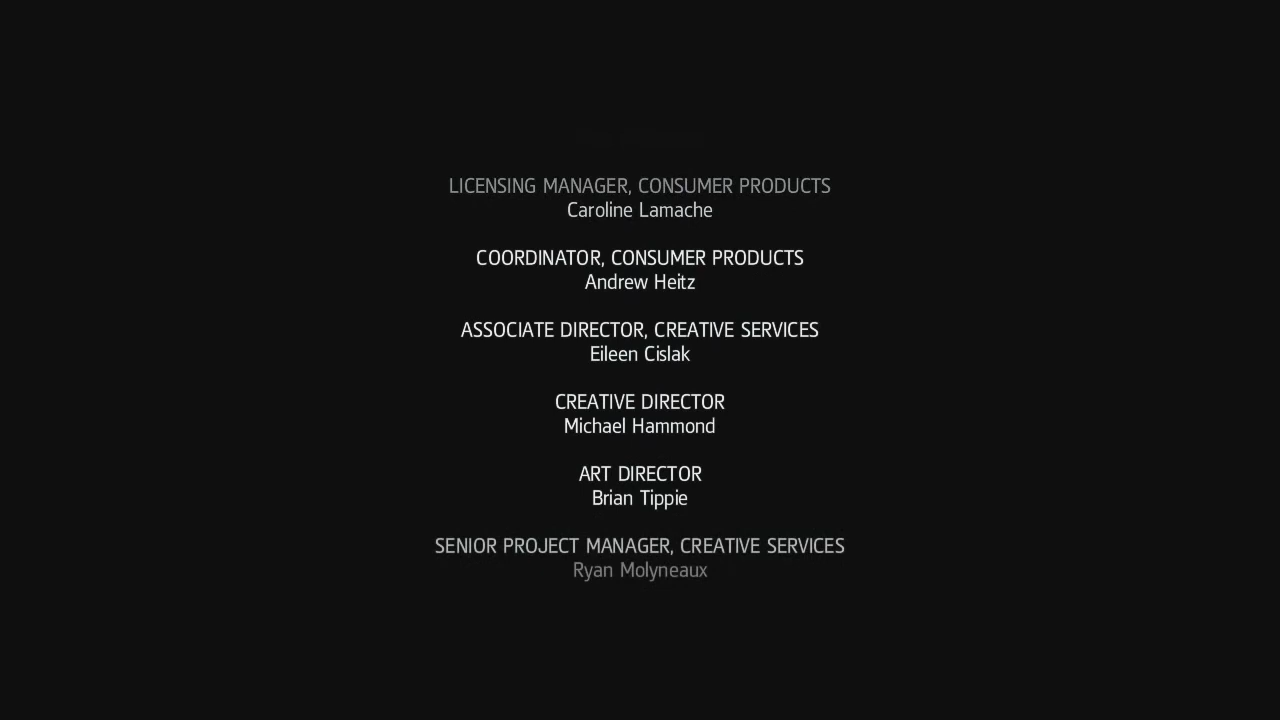 LICENSING MANAGER, CONSUMER PRODUCTS
Caroline Lamache
COORDINATOR, CONSUMER PRODUCTS
Andrew Heitz
ASSOCIATE DIRECTOR, CREATIVE SERVICES
Eileen Cislak
CREATIVE DIRECTOR
Michael Hammond
ART DIRECTOR
Brian Tippie
SENIOR PROJECT MANAGER, CREATIVE SERVICES
Ryan Molyneaux